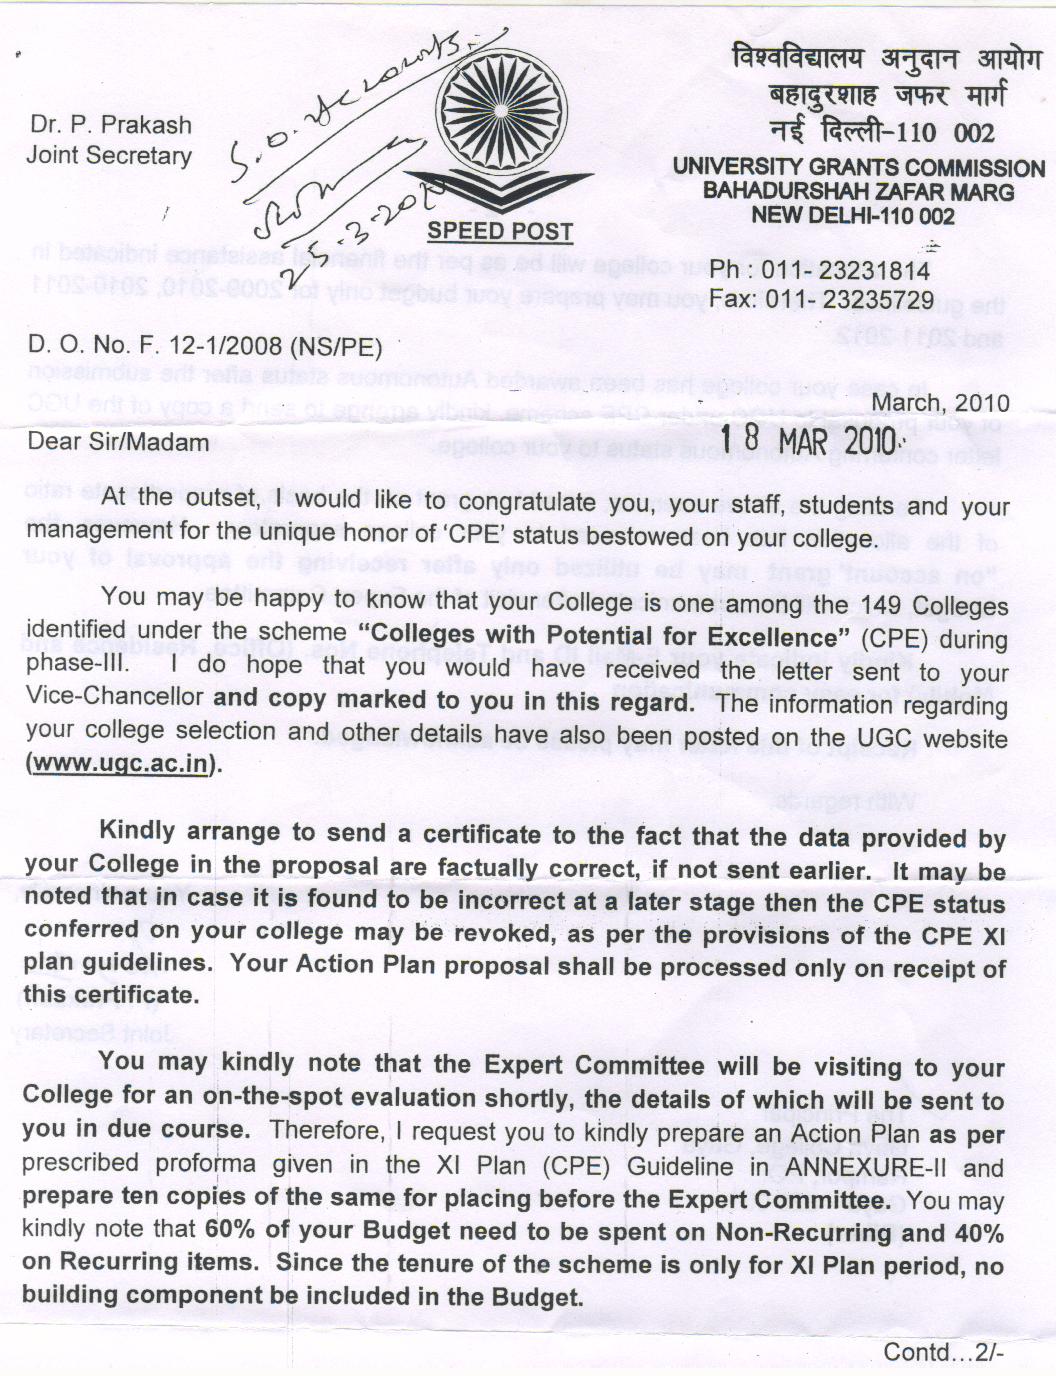 विश्वविद्यालय अनुदान आयोग
बहादुरशाह जफर मार्ग
नई दिल्ली-110 002
UNIVERSITY GRANTS COMMISSION
BAHADURSHAH ZAFAR MARG
NEW DELHI-110 002
Dr. P. Prakash
Joint Secretary
S.O. Accounts
SPEED POST
Ph : 011- 23231814
Fax: 011- 23235729
D. O. No. F. 12-1/2008 (NS/PE)
March, 2010
18 MAR 2010
Dear Sir/Madam
At the outset, I would like to congratulate you, your staff, students and your
management for the unique honor of ‘CPE’ status bestowed on your college.
You may be happy to know that your College is one among the 149 Colleges
identified under the scheme “Colleges with Potential for Excellence” (CPE) during
phase-III. I do hope that you would have received the letter sent to your
Vice-Chancellor and copy marked to you in this regard. The information regarding
your college selection and other details have also been posted on the UGC website
(www.ugc.ac.in).
Kindly arrange to send a certificate to the fact that the data provided by
your College in the proposal are factually correct, if not sent earlier. It may be
noted that in case it is found to be incorrect at a later stage then the CPE status
conferred on your college may be revoked, as per the provisions of the CPE XI
plan guidelines. Your Action Plan proposal shall be processed only on receipt of
this certificate.
You may kindly note that the Expert Committee will be visiting to your
College for an on-the-spot evaluation shortly, the details of which will be sent to
you in due course. Therefore, I request you to kindly prepare an Action Plan as per
prescribed proforma given in the XI Plan (CPE) Guideline in ANNEXURE-II and
prepare ten copies of the same for placing before the Expert Committee. You may
kindly note that 60% of your Budget need to be spent on Non-Recurring and 40%
on Recurring items. Since the tenure of the scheme is only for XI Plan period, no
building component be included in the Budget.
Contd...2/-